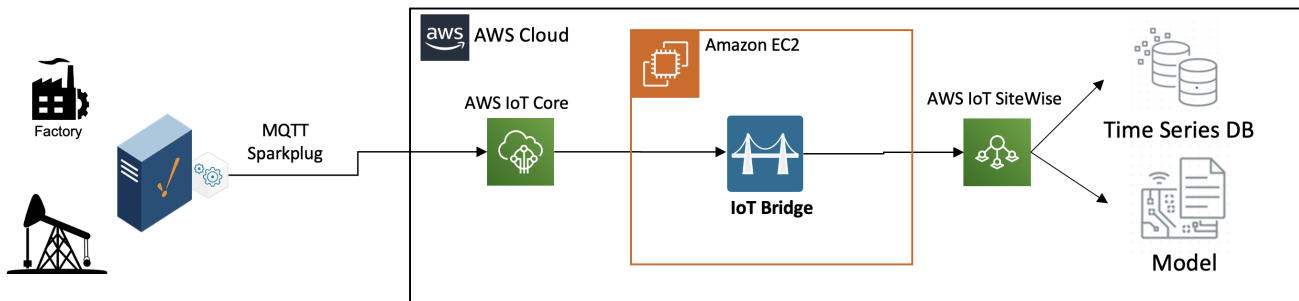 Factory
MQTT
Sparkplug
aws
AWS Cloud
AWS IoT Core
Amazon EC2
IoT Bridge
AWS IoT SiteWise
Time Series DB
Model